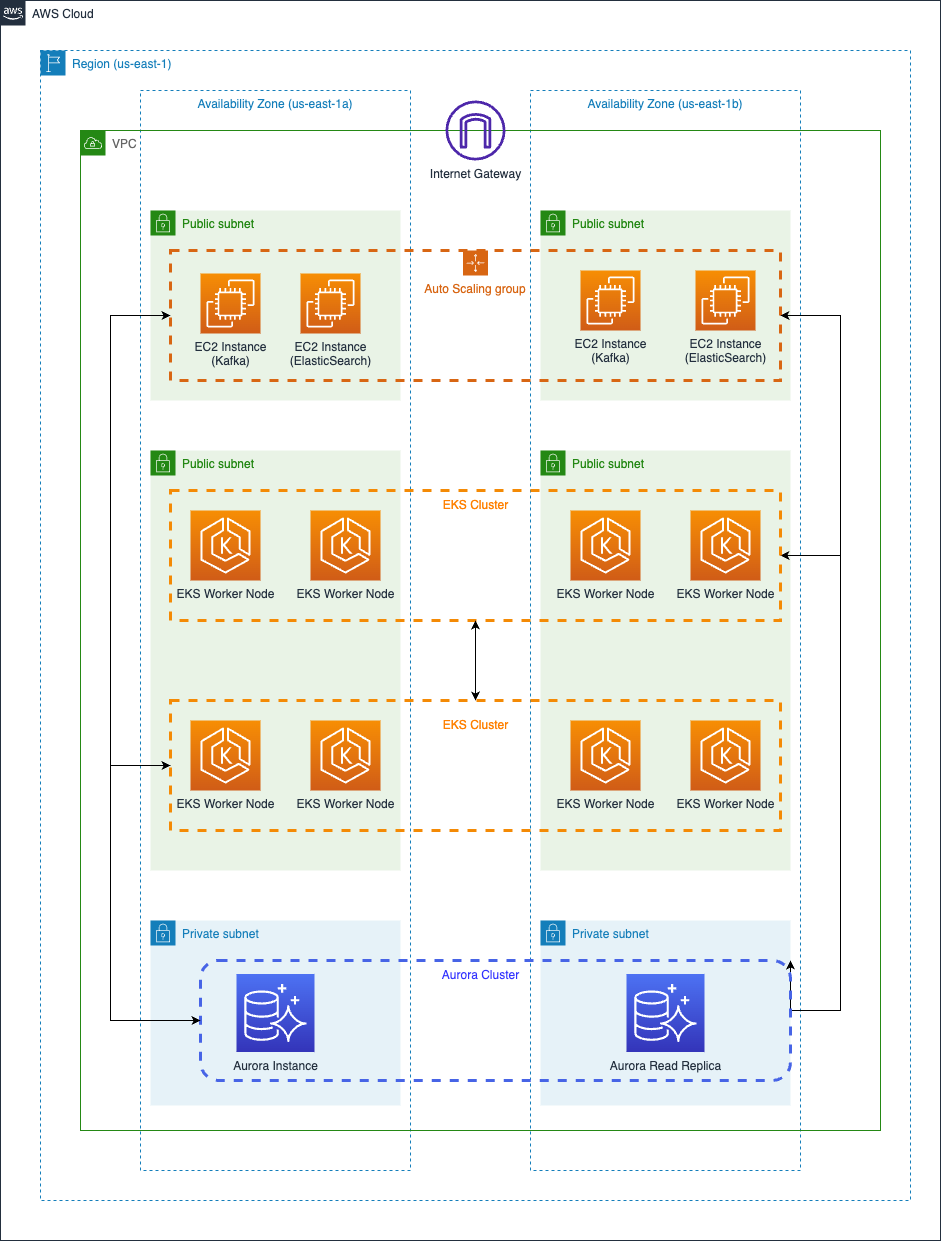 aws
AWS Cloud
Region (us-east-1)
Availability Zone (us-east-1a)
Availability Zone (us-east-1b)
VPC
Internet Gateway
Public subnet
Public subnet
Auto Scaling group
EC2 Instance
(Kafka)
EC2 Instance
(ElasticSearch)
EC2 Instance
(Kafka)
EC2 Instance
(ElasticSearch)
Public subnet
Public subnet
EKS Cluster
K
K
K
K
EKS Worker Node
EKS Worker Node
EKS Worker Node
EKS Worker Node
EKS Cluster
K
K
K
K
EKS Worker Node
EKS Worker Node
EKS Worker Node
EKS Worker Node
Private subnet
Private subnet
Aurora Cluster
Aurora Instance
Aurora Read Replica